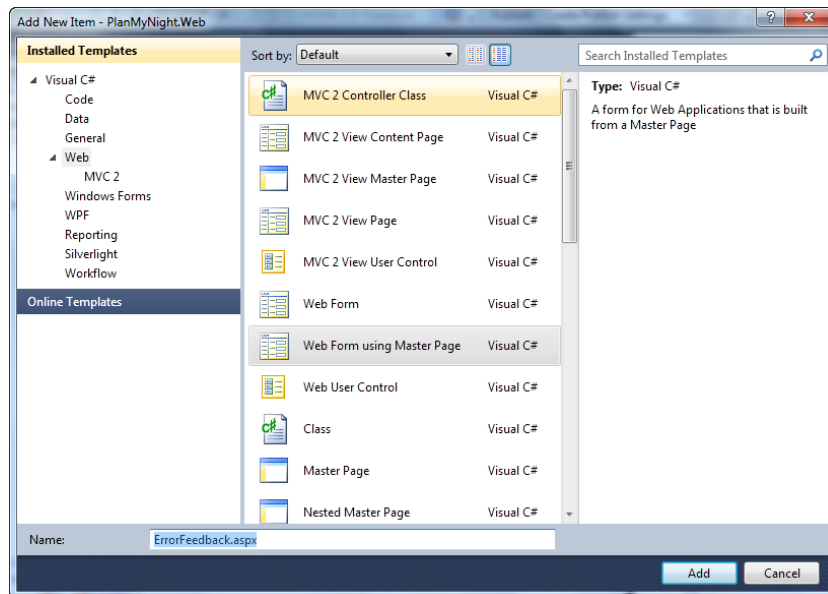 Add New Item - PlanMyNight.Web
?
x
Installed Templates
Sort by: Default
Search Installed Templates
Visual C#
Code
Data
General
Web
MVC 2
Windows Forms
WPF
Reporting
Silverlight
Workflow
Online Templates
MVC 2 Controller Class Visual C#
MVC 2 View Content Page Visual C#
MVC 2 View Master Page Visual C#
MVC 2 View Page Visual C#
MVC 2 View User Control Visual C#
Web Form Visual C#
Web Form using Master Page Visual C#
Web User Control Visual C#
Class Visual C#
Master Page Visual C#
Nested Master Page Visual C#
Type: Visual C#
A form for Web Applications that is built
from a Master Page
Name: ErrorFeedback.aspx
Add Cancel